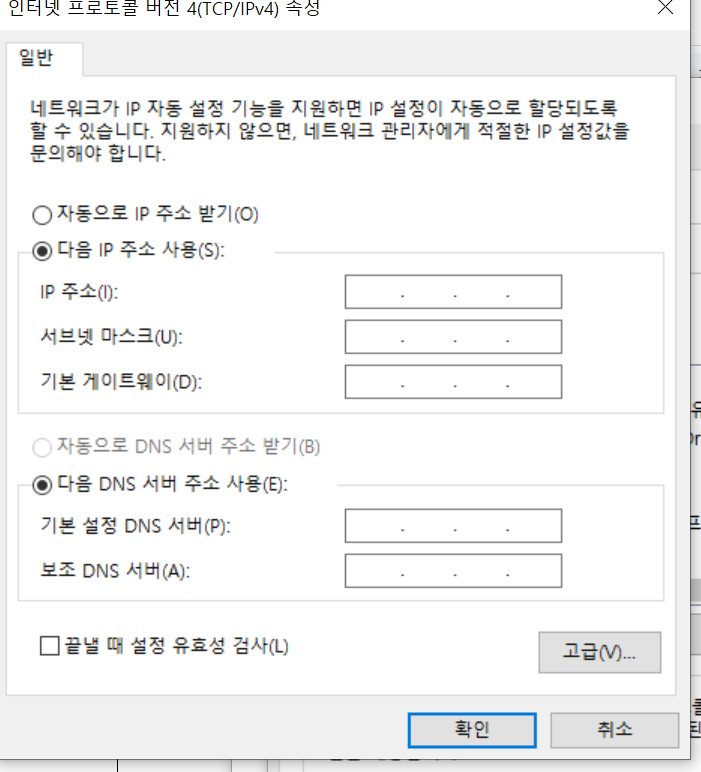 인터넷 프로토콜 버전 4(TCP/IPv4) 속성
일반
네트워크가 IP 자동 설정 기능을 지원하면 IP 설정이 자동으로 할당되도록
할 수 있습니다. 지원하지 않으면, 네트워크 관리자에게 적절한 IP 설정값을
문의해야 합니다.
자동으로 IP 주소 받기(O)
다음 IP 주소 사용(S):
IP 주소(I):
. . .
서브넷 마스크(U):
. . .
기본 게이트웨이(D):
. . .
자동으로 DNS 서버 주소 받기(B)
다음 DNS 서버 주소 사용(E):
기본 설정 DNS 서버(P):
. . .
보조 DNS 서버(A):
. . .
끝낼 때 설정 유효성 검사(L)
고급(V)...
확인
취소